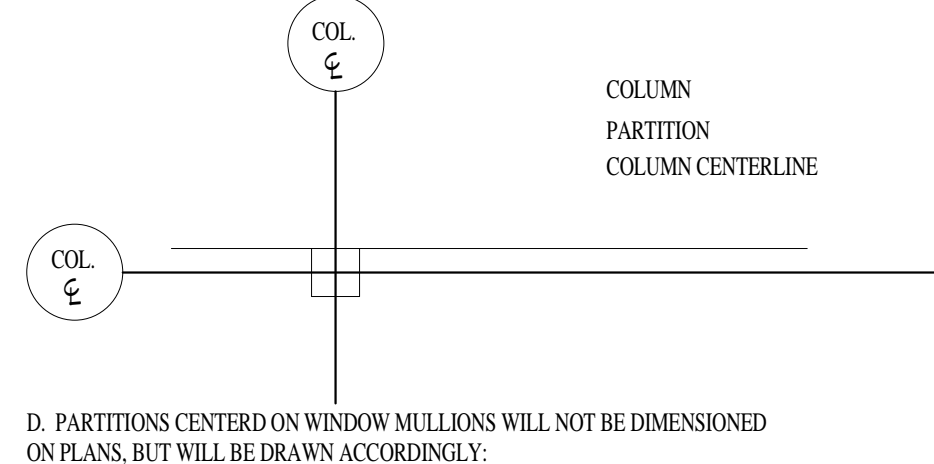 COL.
℄
COLUMN
PARTITION
COLUMN CENTERLINE
COL.
℄
D. PARTITIONS CENTERD ON WINDOW MULLIONS WILL NOT BE DIMENSIONED
ON PLANS, BUT WILL BE DRAWN ACCORDINGLY: